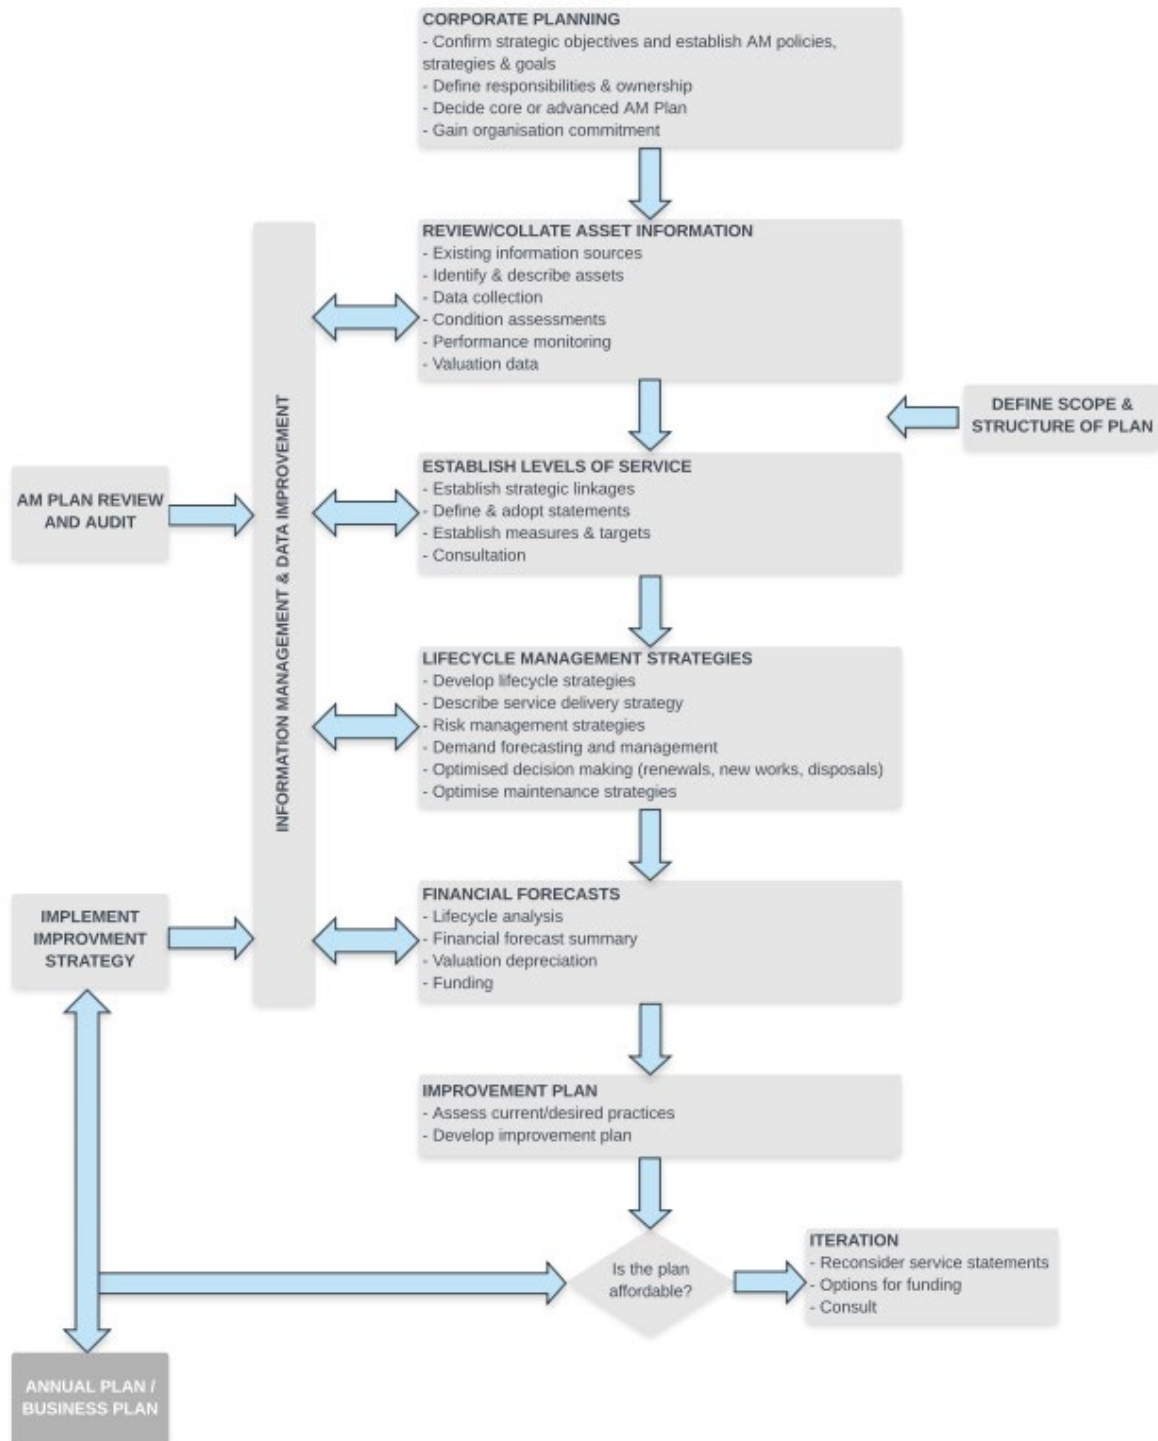 CORPORATE PLANNING
- Confirm strategic objectives and establish AM policies,
strategies & goals
- Define responsibilities & ownership
- Decide core or advanced AM Plan
- Gain organisation commitment
REVIEW/COLLATE ASSET INFORMATION
- Existing information sources
- Identify & describe assets
- Data collection
- Condition assessments
- Performance monitoring
- Valuation data
DEFINE SCOPE &
STRUCTURE OF PLAN
INFORMATION MANAGEMENT & DATA IMPROVEMENT
AM PLAN REVIEW
AND AUDIT
ESTABLISH LEVELS OF SERVICE
- Establish strategic linkages
- Define & adopt statements
- Establish measures & targets
- Consultation
LIFECYCLE MANAGEMENT STRATEGIES
- Develop lifecycle strategies
- Describe service delivery strategy
- Risk management strategies
- Demand forecasting and management
- Optimised decision making (renewals, new works, disposals)
- Optimise maintenance strategies
IMPLEMENT
IMPROVMENT
STRATEGY
FINANCIAL FORECASTS
- Lifecycle analysis
- Financial forecast summary
- Valuation depreciation
- Funding
IMPROVEMENT PLAN
- Assess current/desired practices
- Develop improvement plan
Is the plan
affordable?
ITERATION
- Reconsider service statements
- Options for funding
- Consult
ANNUAL PLAN /
BUSINESS PLAN